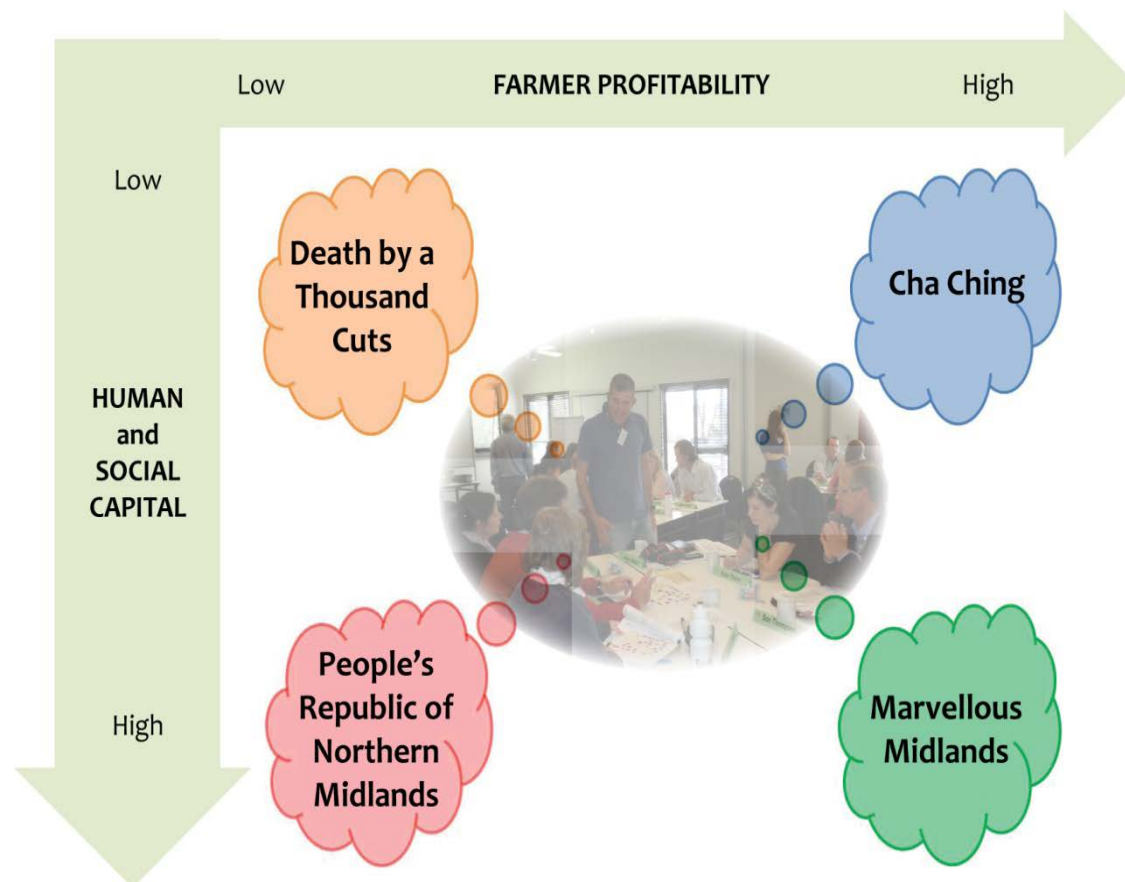 Low FARMER PROFITABILITY High
Low
HUMAN
and
SOCIAL
CAPITAL
High
Death by a
Thousand
Cuts
Cha Ching
People’s
Republic of
Northern
Midlands
Marvellous
Midlands